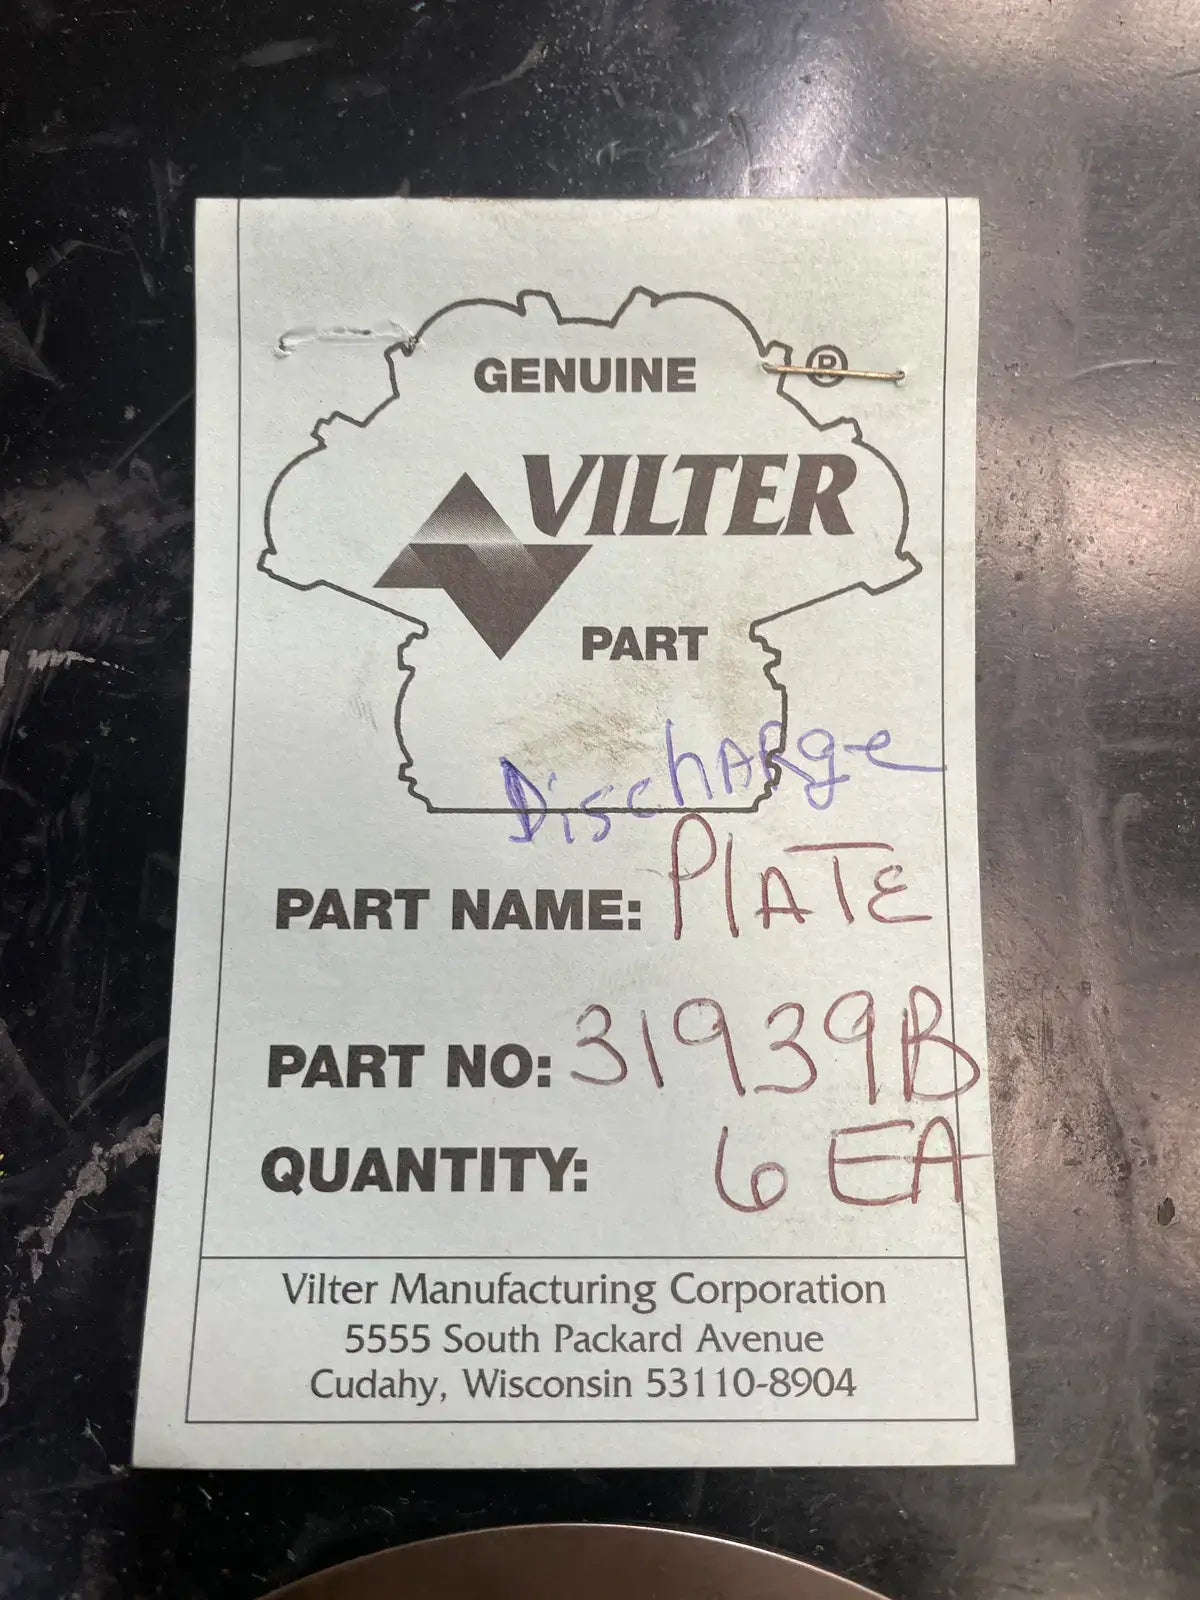 GENUINE ®
VILTER
PART
DiscHARge
PlATE
PART NAME:
PART NO: 31939B
QUANTITY: 6 EA
Vilter Manufacturing Corporation
5555 South Packard Avenue
Cudahy, Wisconsin 53110-8904